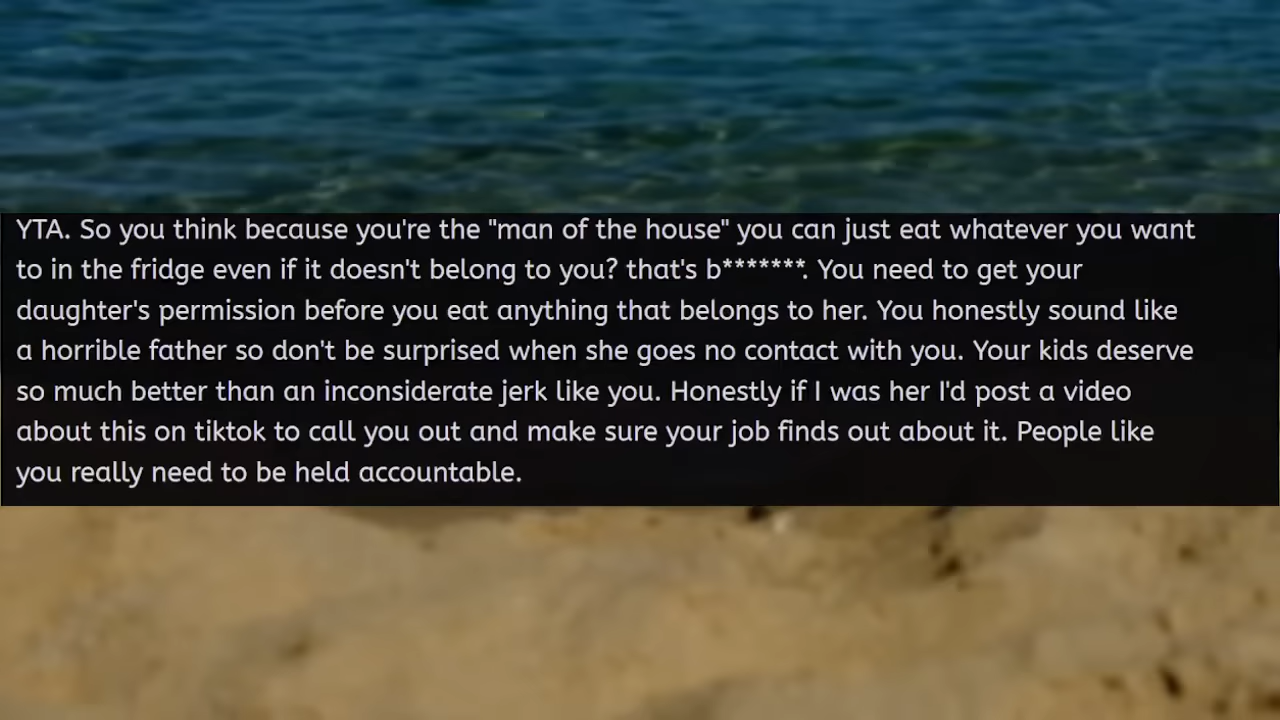 YTA. So you think because you're the "man of the house" you can just eat whatever you want
to in the fridge even if it doesn't belong to you? that's b*******. You need to get your
daughter's permission before you eat anything that belongs to her. You honestly sound like
a horrible father so don't be surprised when she goes no contact with you. Your kids deserve
so much better than an inconsiderate jerk like you. Honestly if I was her I'd post a video
about this on tiktok to call you out and make sure your job finds out about it. People like
you really need to be held accountable.